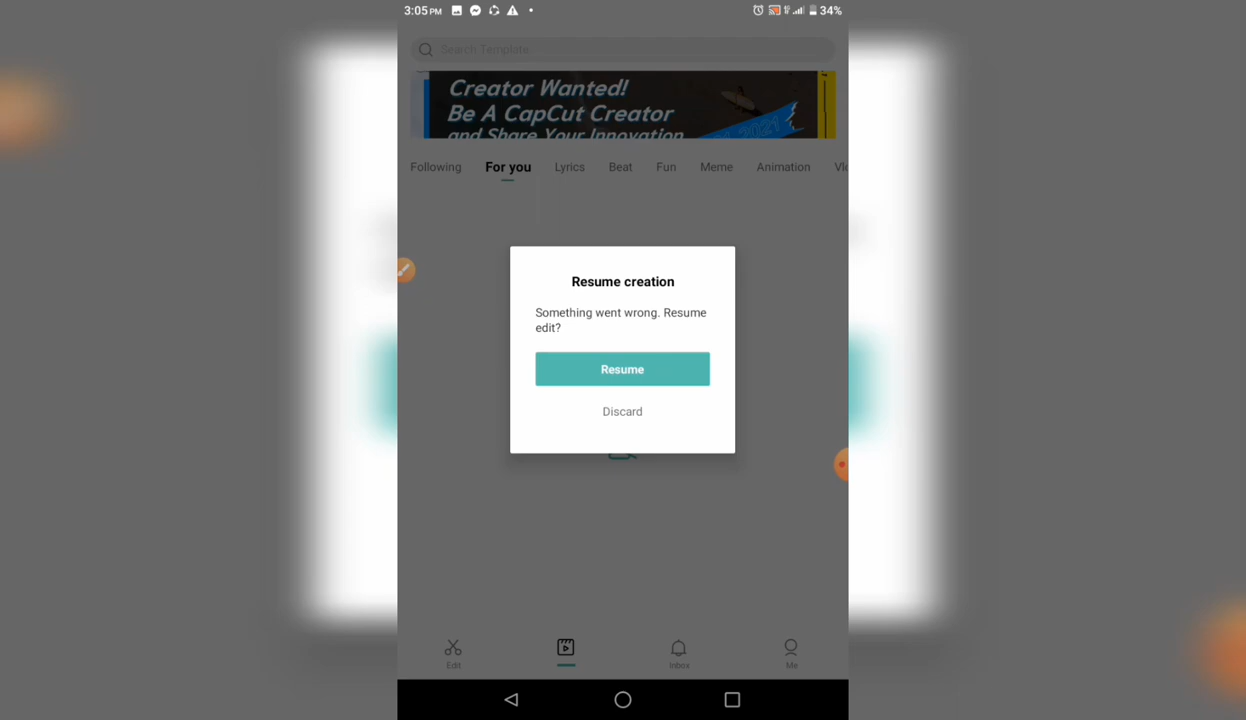 3:05 PM
34%
Search Template
Creator Wanted!
Be A CapCut Creator
and Share Your Innovation
2021
Following For you Lyrics Beat Fun Meme Animation
Resume creation
Something went wrong. Resume
edit?
Resume
Discard
Edit Inbox Me